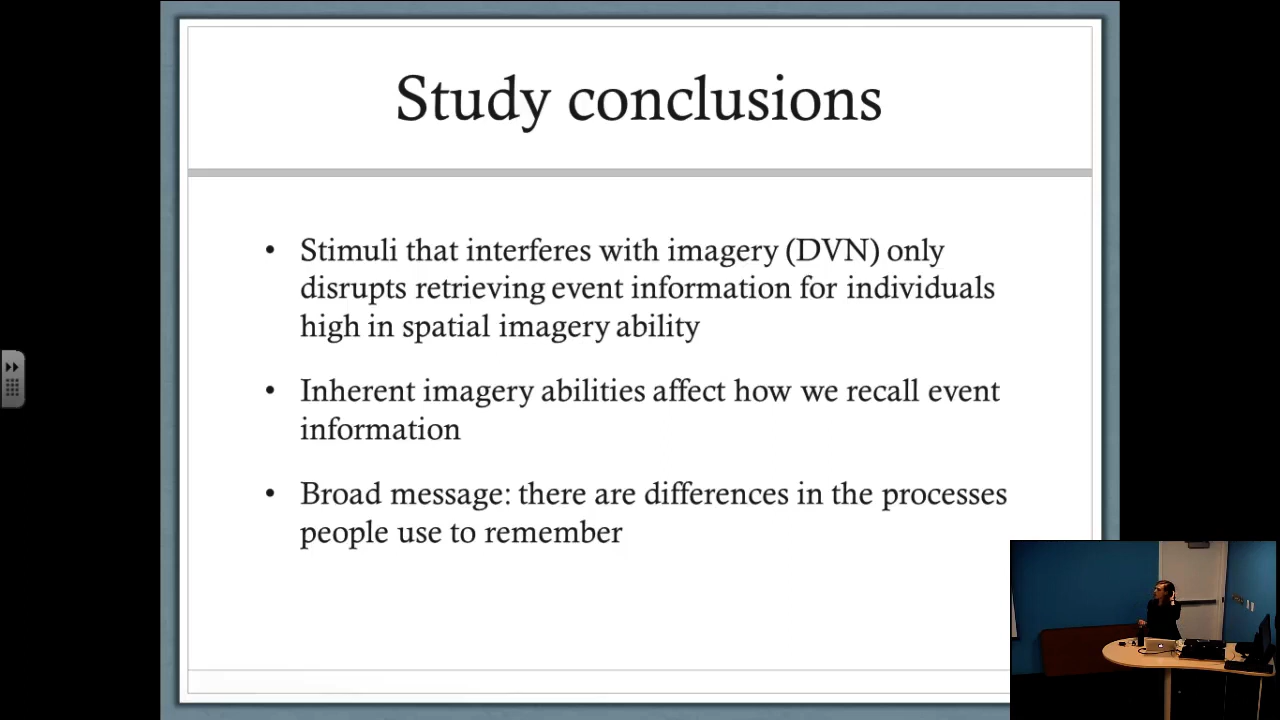 Study conclusions
• Stimuli that interferes with imagery (DVN) only
disrupts retrieving event information for individuals
high in spatial imagery ability
• Inherent imagery abilities affect how we recall event
information
• Broad message: there are differences in the processes
people use to remember